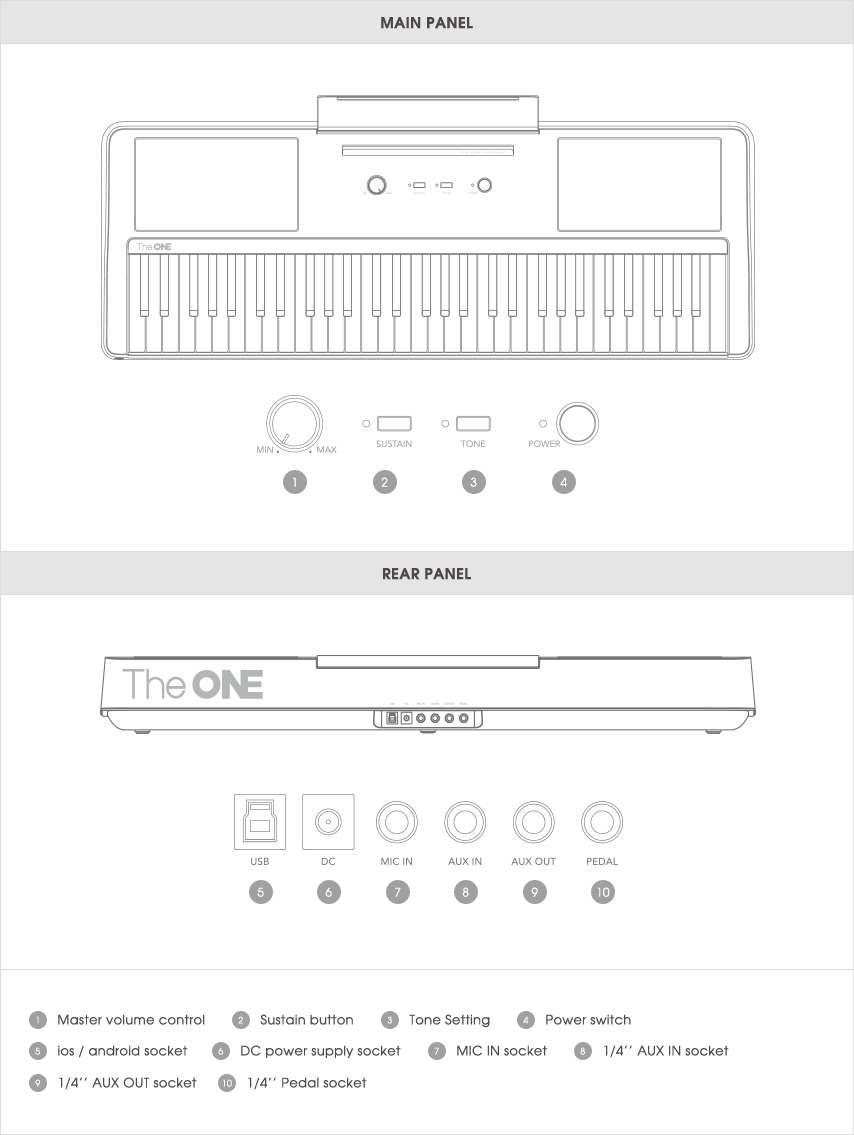 MAIN PANEL
The ONE
MIN MAX
SUSTAIN TONE POWER
1 2 3 4
REAR PANEL
The ONE
USB DC MIC IN AUX IN AUX OUT PEDAL
5 6 7 8 9 10
1 Master volume control 2 Sustain button 3 Tone Setting 4 Power switch
5 ios / android socket 6 DC power supply socket 7 MIC IN socket 8 1/4’’ AUX IN socket
9 1/4’’ AUX OUT socket 10 1/4’’ Pedal socket